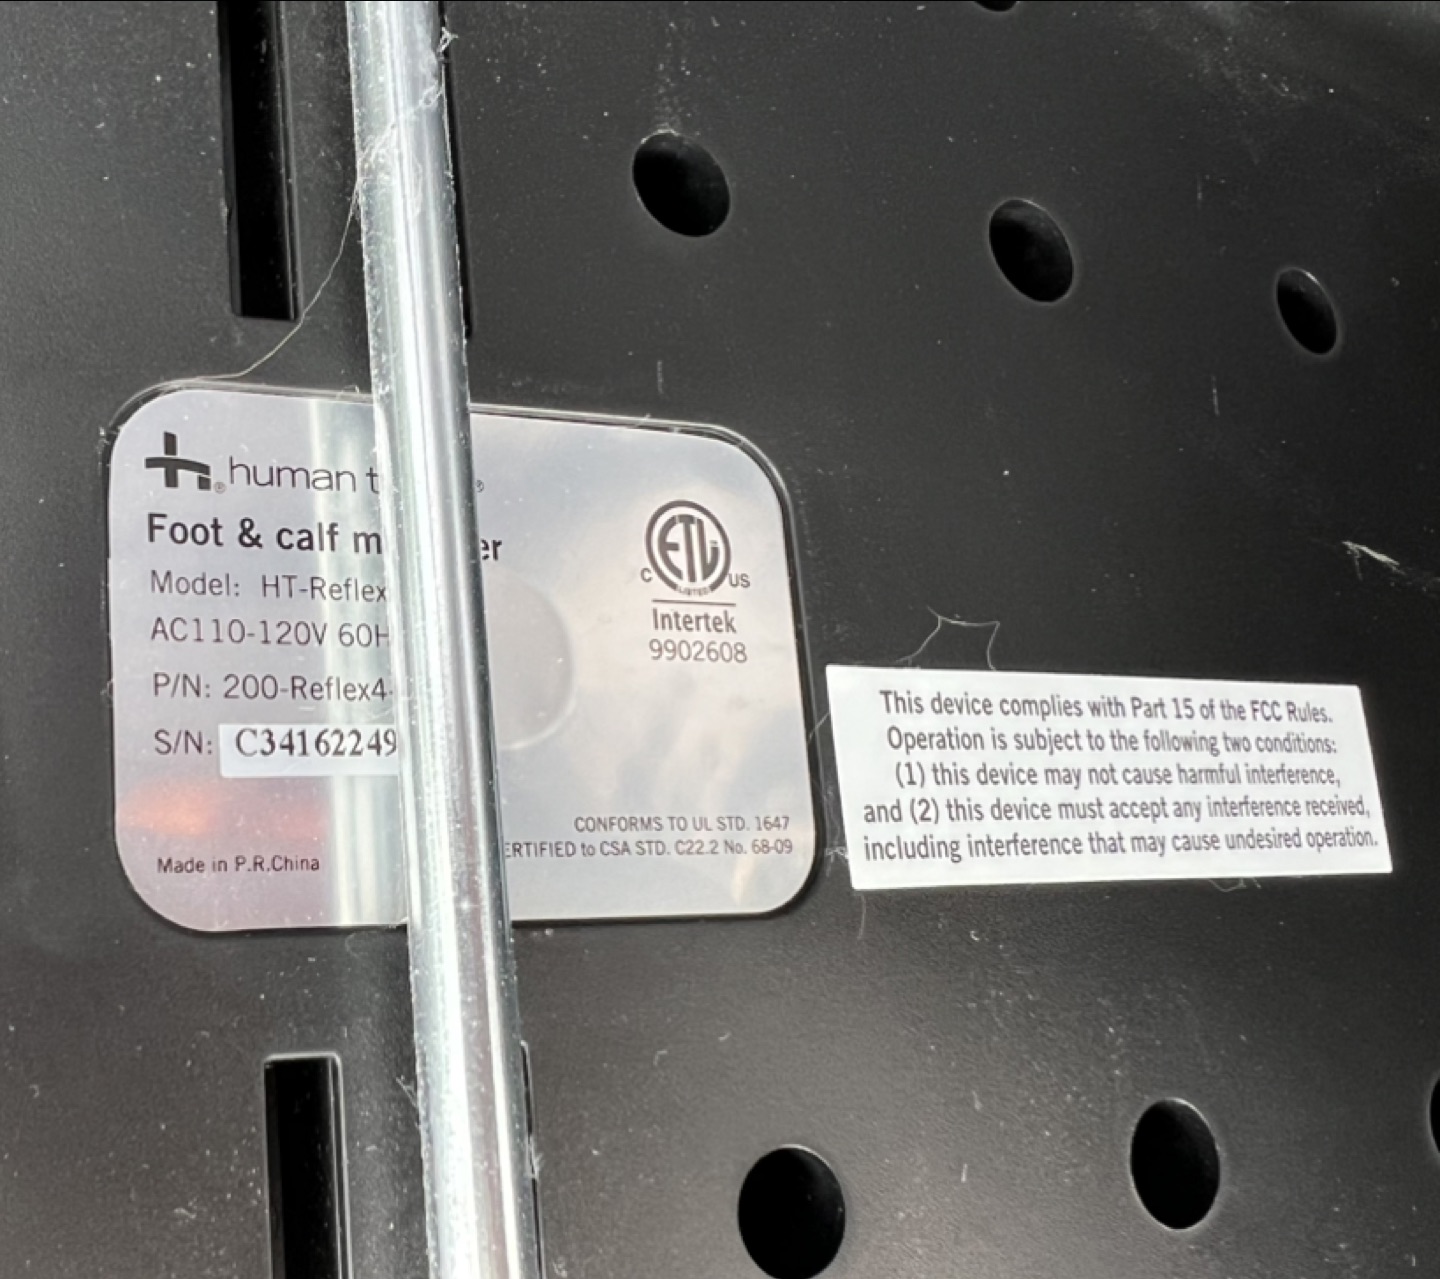 human t
Foot & calf m er
Model: HT-Reflex
AC110-120V 60H
P/N: 200-Reflex4-
S/N: C34162249
Made in P.R.China
C ETL US
Intertek
9902608
CONFORMS TO UL STD. 1647
ERTIFIED to CSA STD. C22.2 No. 68-09
This device complies with Part 15 of the FCC Rules.
Operation is subject to the following two conditions:
(1) this device may not cause harmful interference,
and (2) this device must accept any interference received,
including interference that may cause undesired operation.